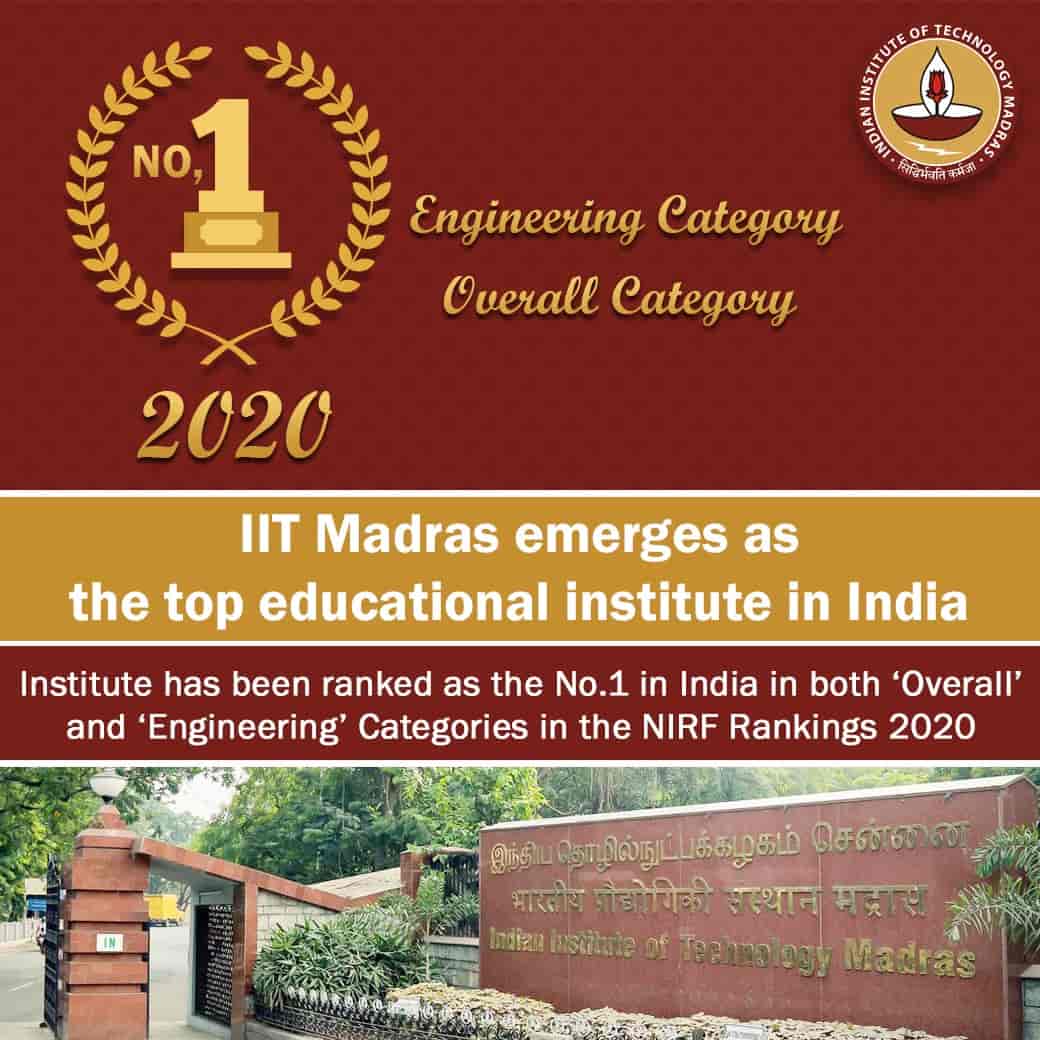 NO,1
INDIAN INSTITUTE OF TECHNOLOGY MADRAS
सिद्धिर्भवति कर्मजा
Engineering Category
Overall Category
2020
IIT Madras emerges as
the top educational institute in India
Institute has been ranked as the No.1 in India in both ‘Overall’
and ‘Engineering’ Categories in the NIRF Rankings 2020
இந்திய தொழில்நுட்பக்கழகம் சென்னை
भारतीय प्रौद्योगिकी संस्थान मद्रास
Indian Institute of Technology Madras
IN